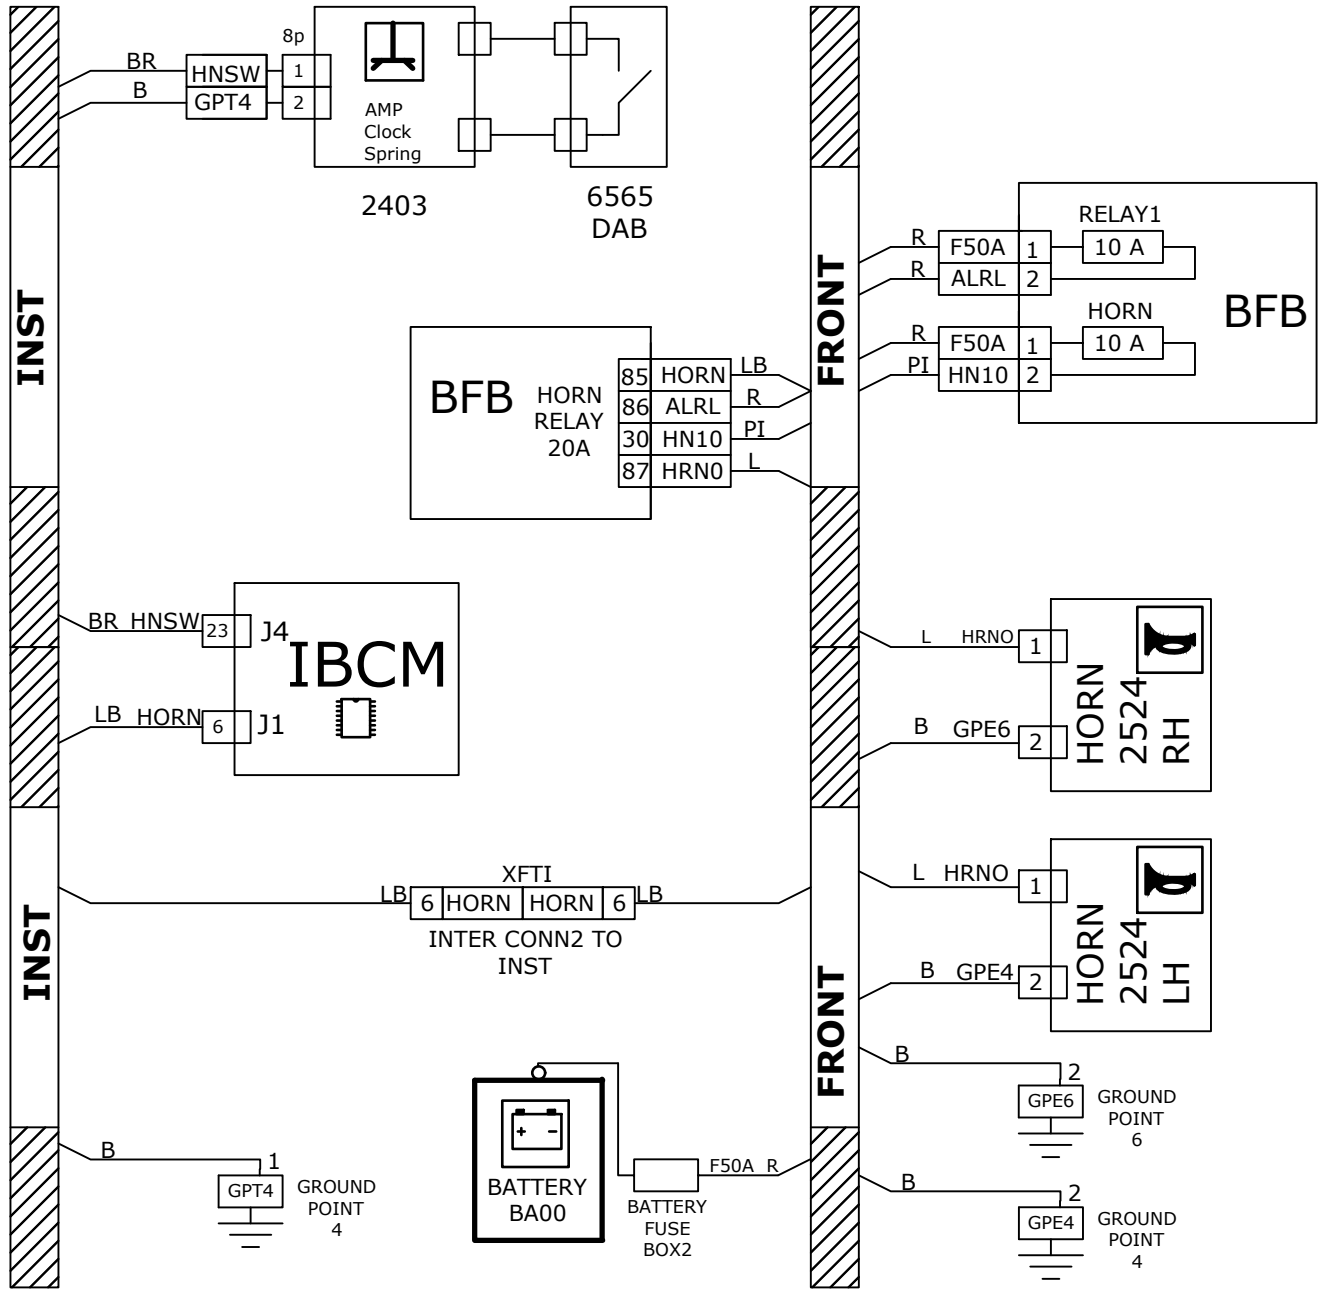 8p
BR
HNSW
1
B
GPT4
2
AMP
Clock
Spring
2403
6565
DAB
INST
FRONT
BFB
HORN
RELAY
20A
85 HORN LB
86 ALRL R
30 HN10 PI
87 HRN0 L
RELAY1
R F50A 1 10 A
R ALRL 2
HORN
R F50A 1 10 A
PI HN10 2
BFB
BR HNSW 23 J4
IBCM
LB HORN 6 J1
L HRNO 1
B GPE6 2
HORN
2524
RH
L HRNO 1
B GPE4 2
HORN
2524
LH
INST
XFTI
LB 6 HORN HORN 6 LB
INTER CONN2 TO
INST
FRONT
B
2
GPE6
GROUND
POINT
6
B
1
GPT4
GROUND
POINT
4
+ −
BATTERY
BA00
F50A R
BATTERY
FUSE
BOX2
B
2
GPE4
GROUND
POINT
4